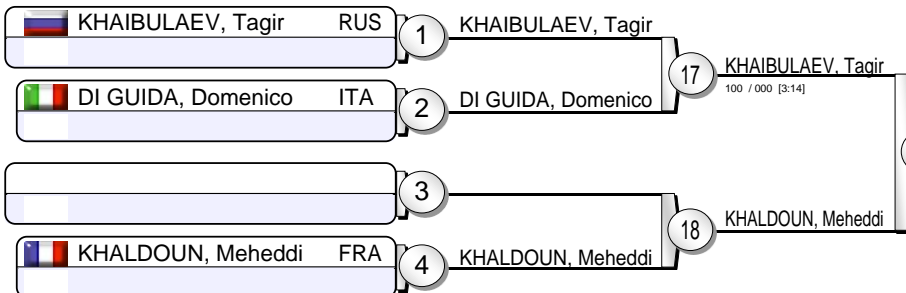 KHAIBULAEV, Tagir RUS
1
KHAIBULAEV, Tagir
DI GUIDA, Domenico ITA
2
DI GUIDA, Domenico
17
KHAIBULAEV, Tagir
100 / 000 [3:14]
3
KHALDOUN, Meheddi FRA
4
KHALDOUN, Meheddi
18
KHALDOUN, Meheddi